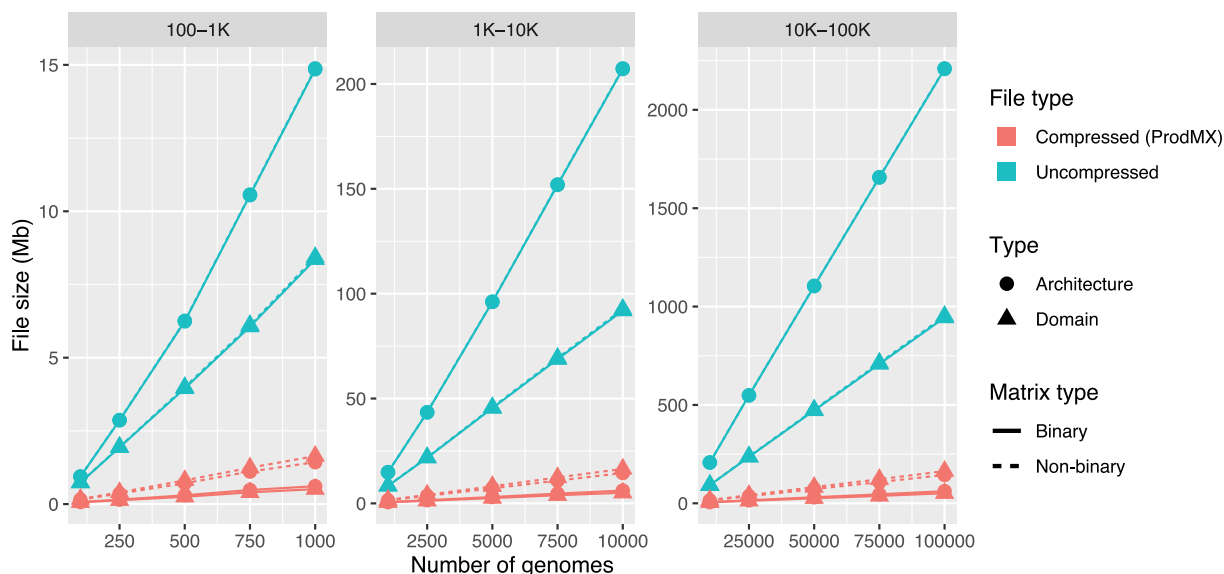 100–1K
1K–10K
10K–100K
File size (Mb)
15
10
5
0
200
150
100
50
0
2000
1500
1000
500
0
250 500 750 1000
2500 5000 7500 10000
25000 50000 75000 100000
Number of genomes
File type
Compressed (ProdMX)
Uncompressed
Type
Architecture
Domain
Matrix type
Binary
Non-binary